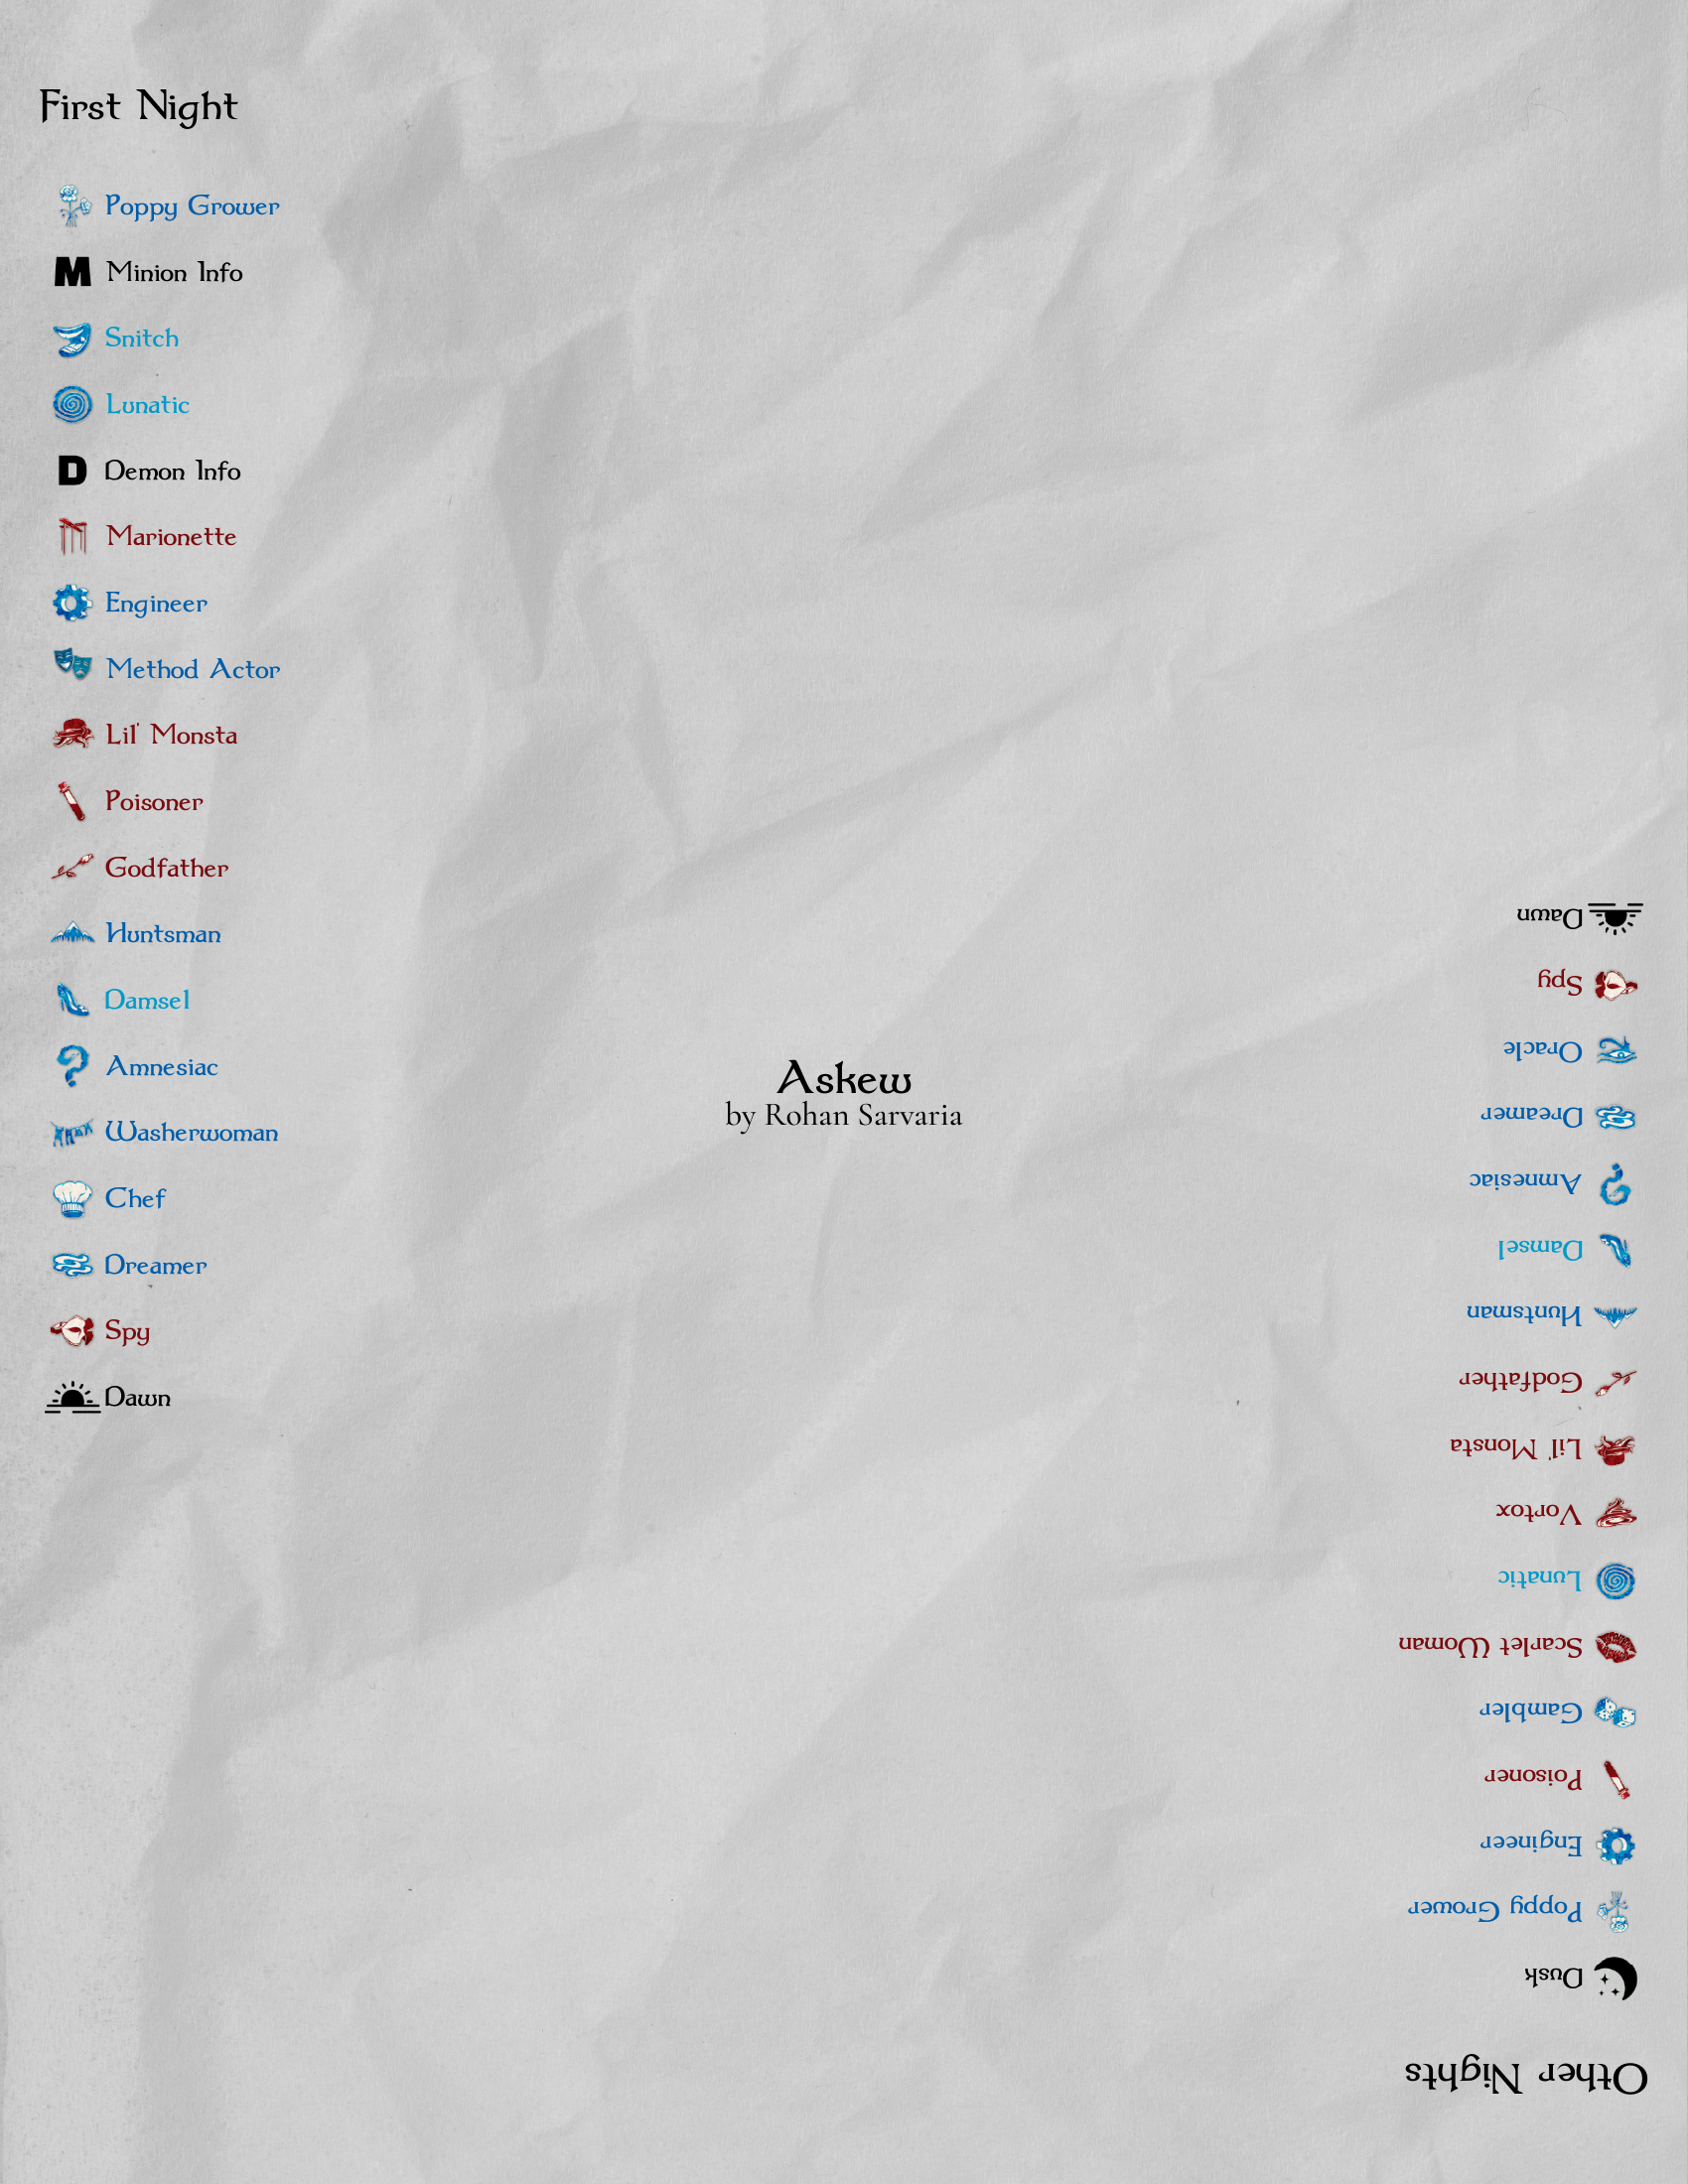 First Night
Poppy Grower
M Minion Info
Snitch
Lunatic
D Demon Info
Marionette
Engineer
Method Actor
Lil' Monsta
Poisoner
Godfather
Huntsman
Damsel
Amnesiac
Washerwoman
Chef
Dreamer
Spy
Dawn
Askew
by Rohan Sarvaria
Other Nights
Dusk
Poppy Grower
Engineer
Poisoner
Gambler
Scarlet Woman
Lunatic
Vortox
Lil' Monsta
Godfather
Huntsman
Damsel
Amnesiac
Dreamer
Oracle
Spy
Dawn